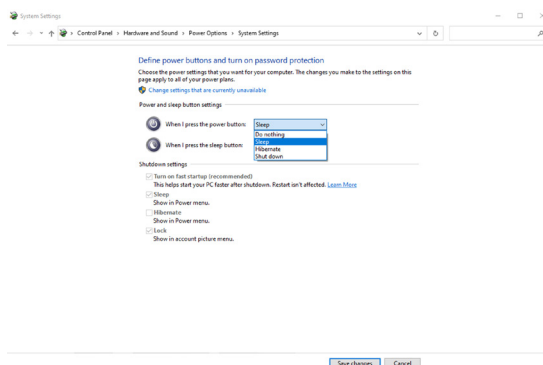 System Settings
Control Panel > Hardware and Sound > Power Options > System Settings
Define power buttons and turn on password protection
Choose the power settings that you want for your computer. The changes you make to the settings on this
page apply to all of your power plans.
Change settings that are currently unavailable
Power and sleep button settings
When I press the power button: Sleep
Do nothing
Sleep
Hibernate
Shut down
When I press the sleep button:
Shutdown settings
Turn on fast startup (recommended)
This helps start your PC faster after shutdown. Restart isn't affected. Learn More
Sleep
Show in Power menu.
Hibernate
Show in Power menu.
Lock
Show in account picture menu.
Save changes Cancel